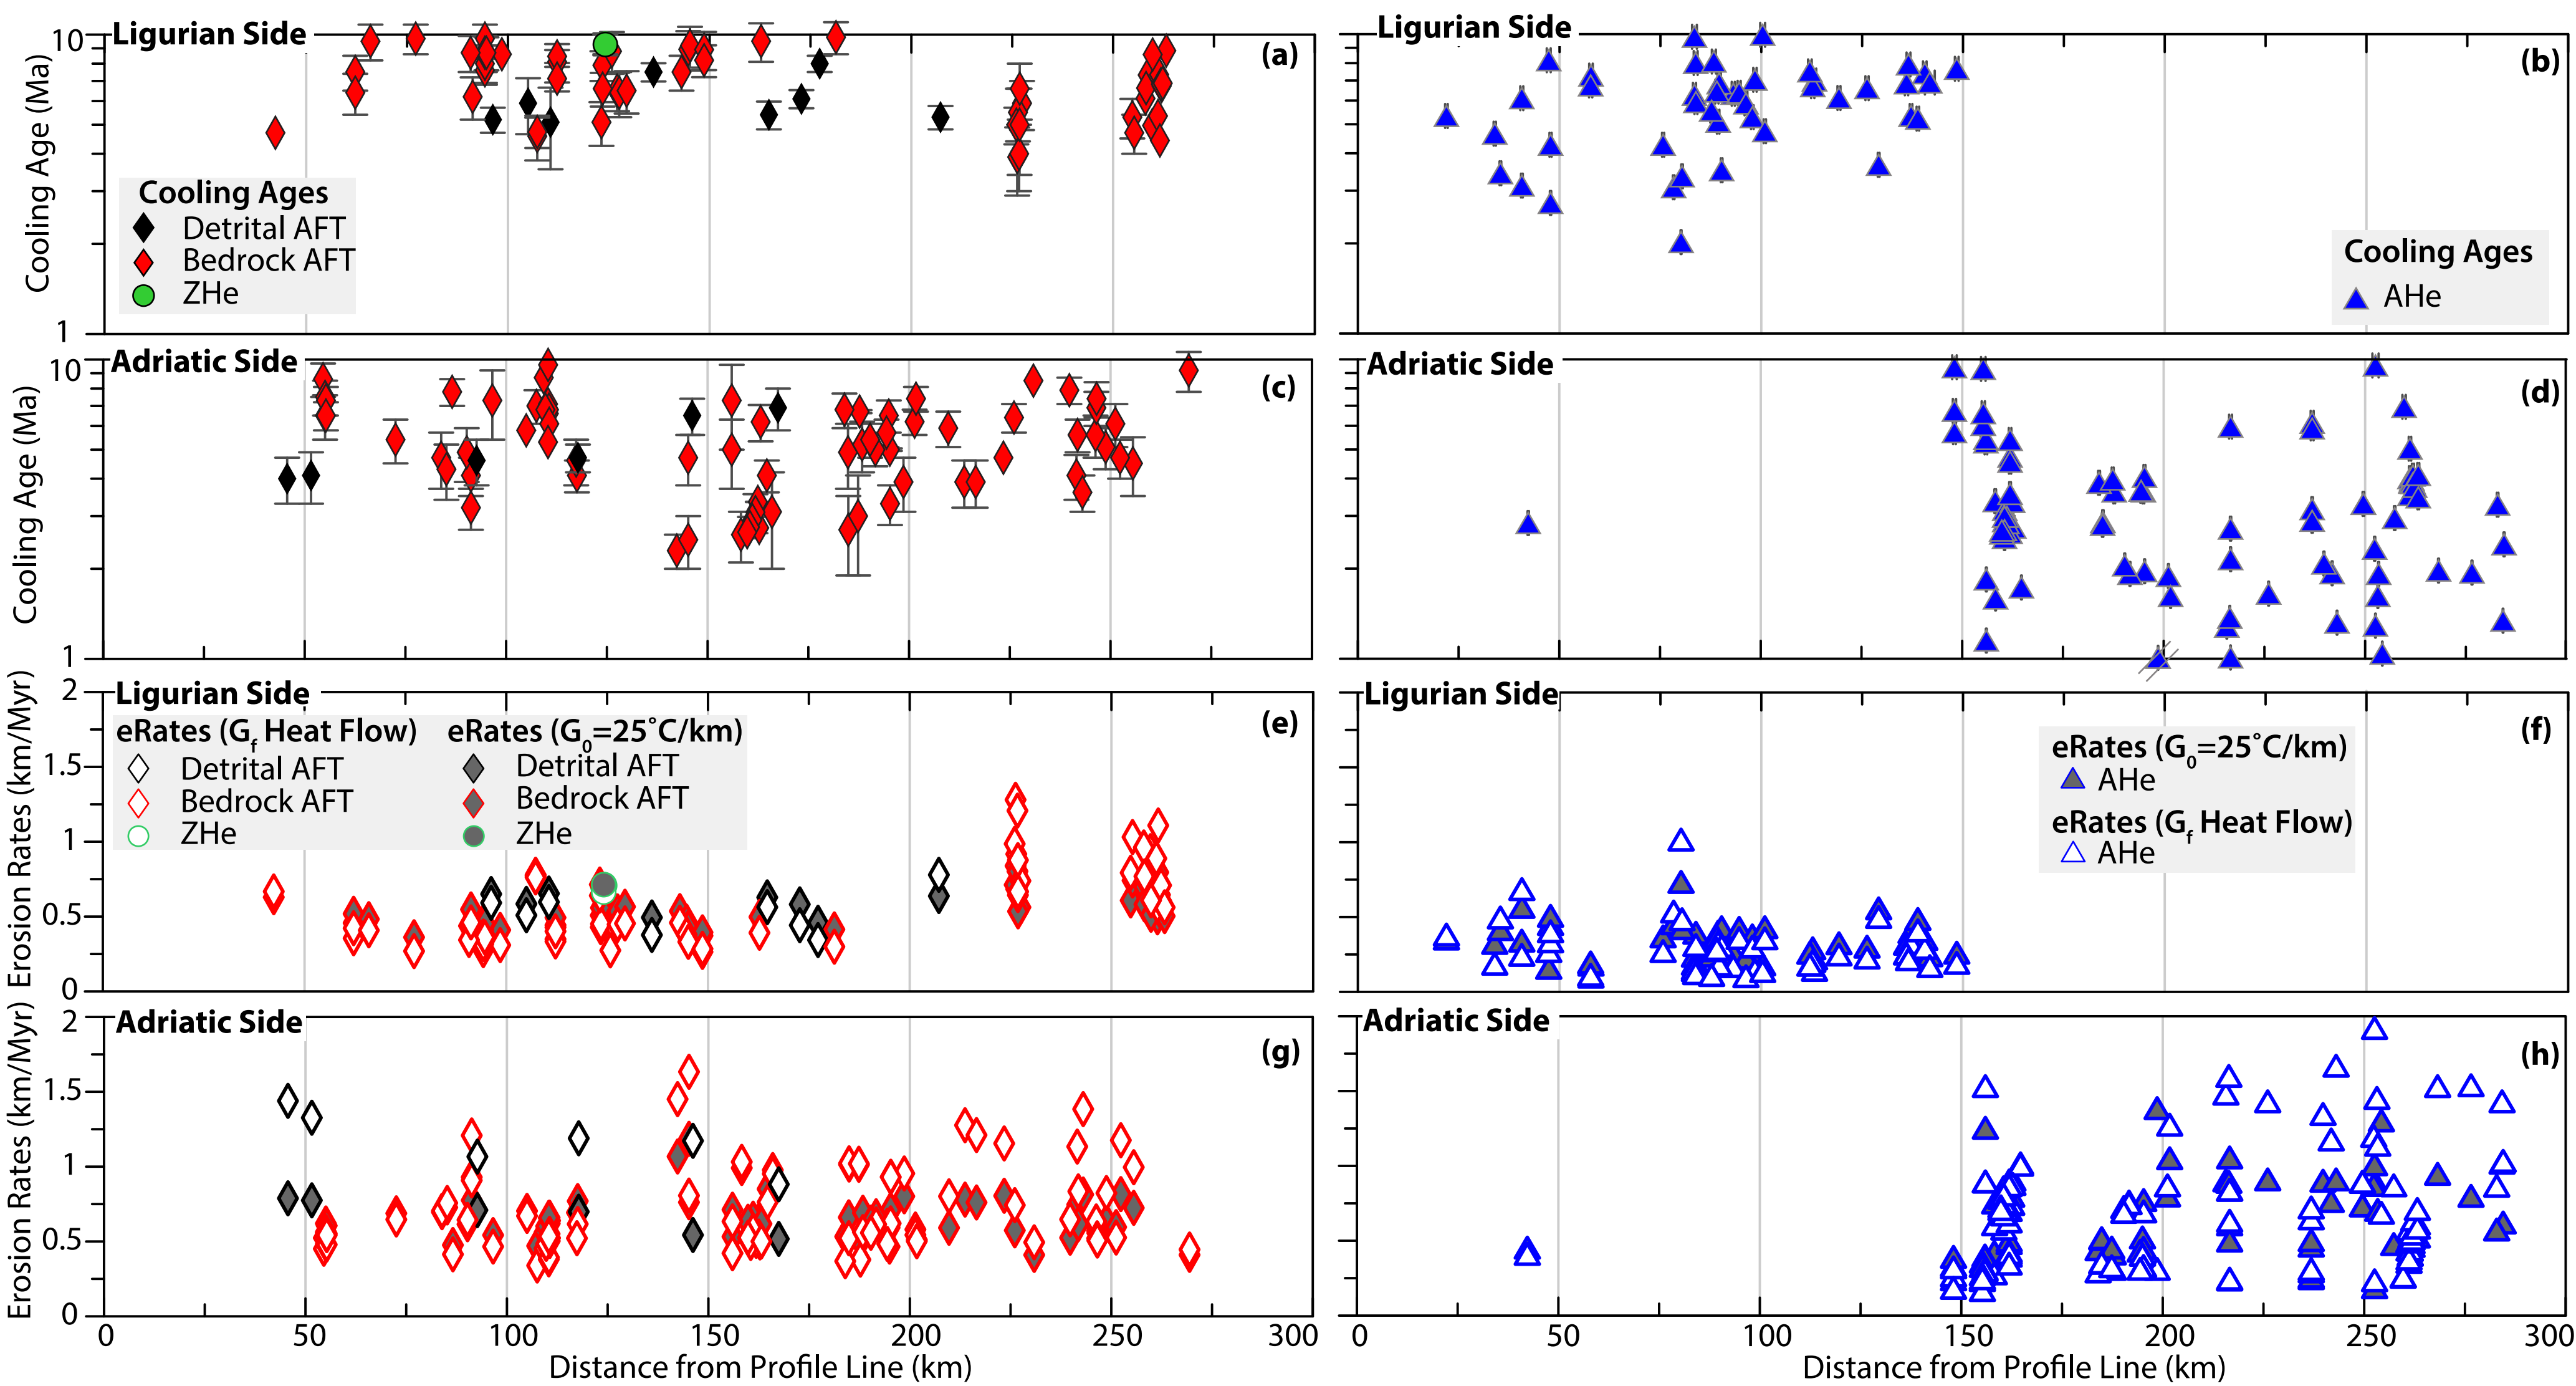 Ligurian Side
(a)
10
1
Cooling Age (Ma)
Cooling Ages
Detrital AFT
Bedrock AFT
ZHe
Ligurian Side
(b)
Cooling Ages
AHe
Adriatic Side
(c)
10
1
Cooling Age (Ma)
Adriatic Side
(d)
Ligurian Side
(e)
2
1.5
1
0.5
0
Erosion Rates (km/Myr)
eRates (Gf Heat Flow)
Detrital AFT
Bedrock AFT
ZHe
eRates (G0=25˚C/km)
Detrital AFT
Bedrock AFT
ZHe
Ligurian Side
(f)
eRates (G0=25˚C/km)
AHe
eRates (Gf Heat Flow)
AHe
Adriatic Side
(g)
2
1.5
1
0.5
0
Erosion Rates (km/Myr)
0 50 100 150 200 250 300
Distance from Profile Line (km)
Adriatic Side
(h)
0 50 100 150 200 250 300
Distance from Profile Line (km)